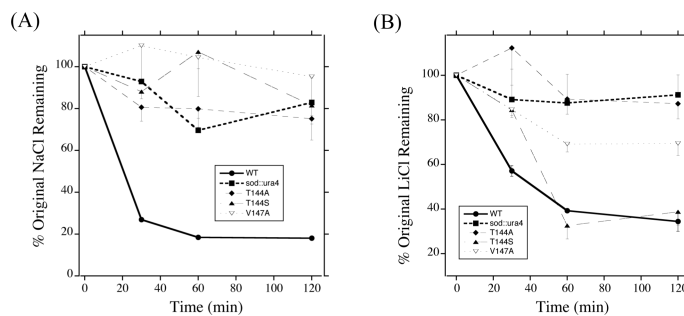 (A)
% Original NaCl Remaining
100
80
60
40
20
0
WT
sod::ura4
T144A
T144S
V147A
0 20 40 60 80 100 120
Time (min)
(B)
% Original LiCl Remaining
100
80
60
40
20
WT
sod::ura4
T144A
T144S
V147A
0 20 40 60 80 100 120
Time (min)